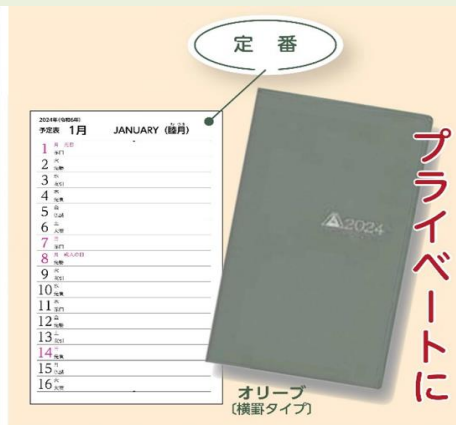 定番
2024年(令和6年)
予定表 1月 JANUARY (睦月)
1 月 元日
2 火
3 水
4 木
5 金
6 土
7 日
8 月 成人の日
9 火
10 水
11 木
12 金
13 土
14 日
15 月
16 火
2024
プライベートに
オリーブ
〔横罫タイプ〕